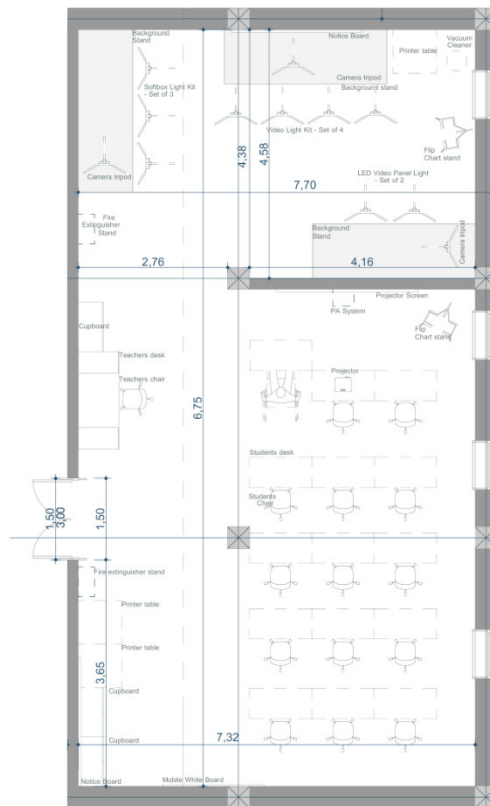 Background
Stand
Notice Board
Printer table
Vacuum
Cleaner
Softbox Light Kit
- Set of 3
Camera tripod
Background stand
Video Light Kit - Set of 4
4,38
4,58
Flip
Chart stand
LED Video Panel Light
- Set of 2
Camera tripod
7,70
Fire
Extinguisher
Stand
Background
Stand
Camera tripod
2,76
4,16
PA System
Projector Screen
Cupboard
Flip
Chart stand
Teachers desk
Teachers chair
Projector
6,75
Students desk
Students
Chair
1,50
3,00
1,50
Fire extinguisher stand
Printer table
Printer table
3,65
Cupboard
Cupboard
7,32
Notice Board
Mobile White Board